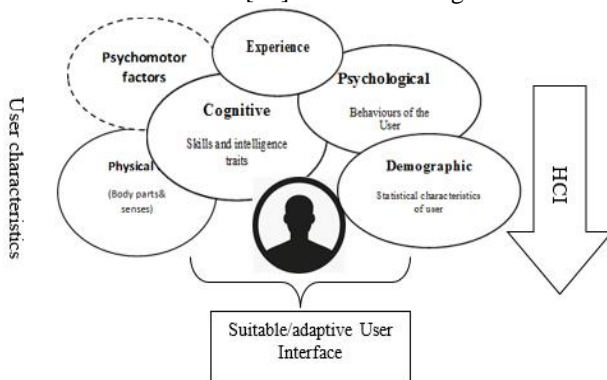 Experience
Psychomotor
factors
Psychological
Behaviours of the
User
Cognitive
Skills and intelligence
traits
Physical
(Body parts&
senses)
Demographic
Statistical characteristics
of user
User characteristics
HCI
Suitable/adaptive User
Interface